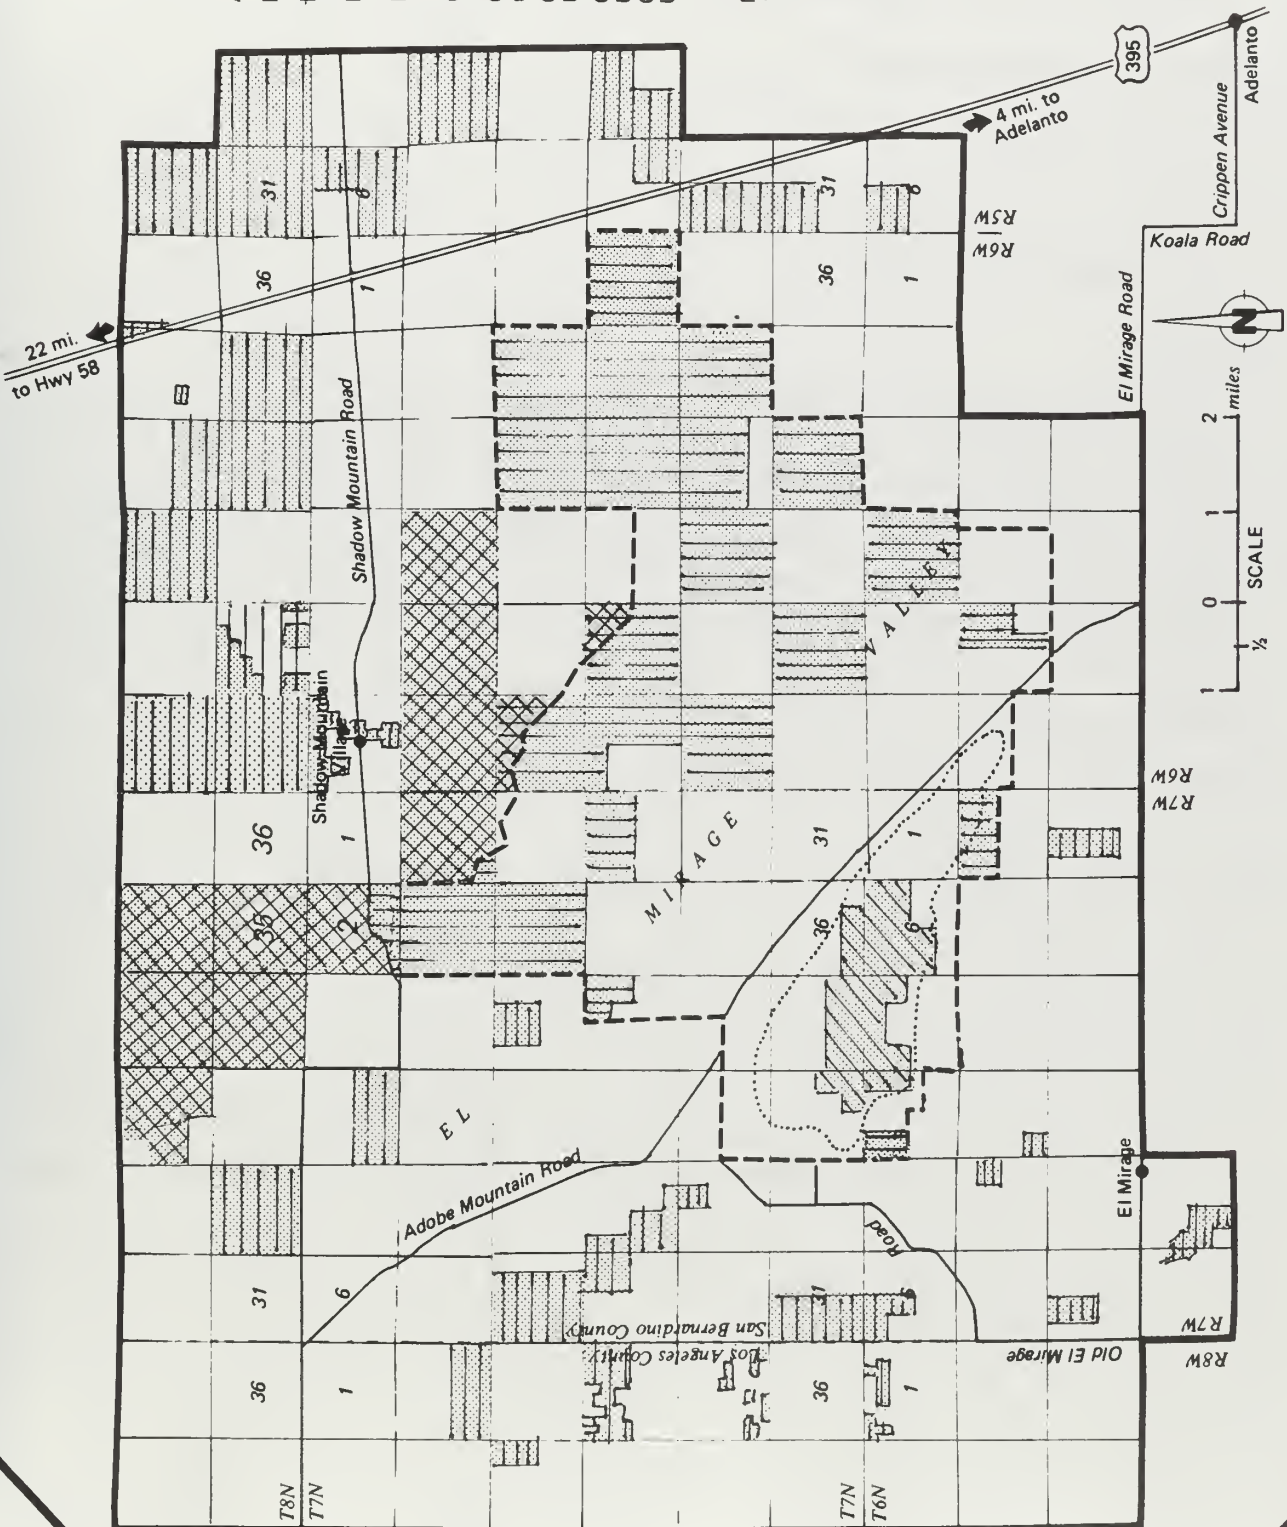 22 mi.
to Hwy 58
395
4 mi. to
Adelanto
Adelanto
Crippen Avenue
Koala Road
El Mirage Road
R5W
R6W
31
6
36
1
31
6
36
1
Shadow Mountain Road
N
miles
2
1
0
½
1
SCALE
Shadow Mountain
Village
36
1
35
2
EL
MIRAGE
VALLEY
31
1
36
6
R6W
R7W
Adobe Mountain Road
Road
El Mirage
31
6
31
6
San Bernardino County
Los Angeles County
Old El Mirage
R7W
R8W
36
1
36
1
T8N
T7N
T7N
T6N